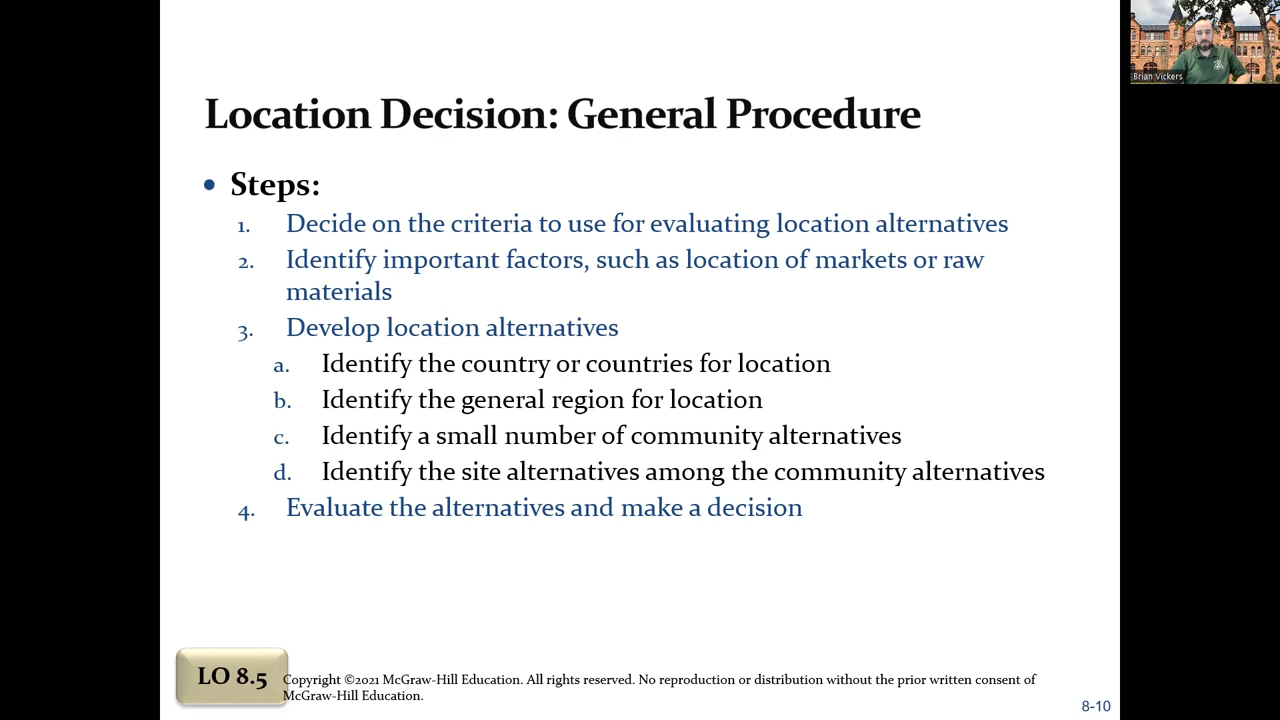 Brian Vickers
Location Decision: General Procedure
• Steps:
1. Decide on the criteria to use for evaluating location alternatives
2. Identify important factors, such as location of markets or raw
materials
3. Develop location alternatives
a. Identify the country or countries for location
b. Identify the general region for location
c. Identify a small number of community alternatives
d. Identify the site alternatives among the community alternatives
4. Evaluate the alternatives and make a decision
LO 8.5
Copyright ©2021 McGraw-Hill Education. All rights reserved. No reproduction or distribution without the prior written consent of
McGraw-Hill Education.
8-10